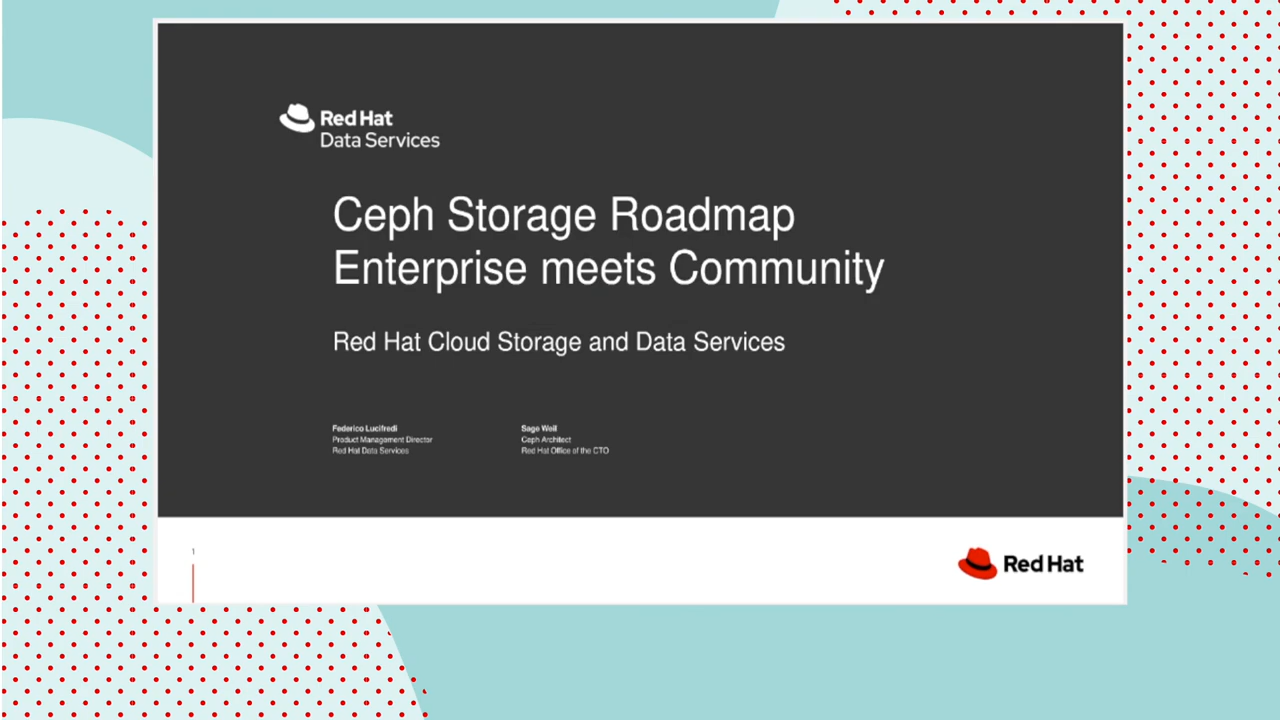 Red Hat
Data Services
Ceph Storage Roadmap
Enterprise meets Community
Red Hat Cloud Storage and Data Services
Federico Lucifredi
Product Management Director
Red Hat Data Services
Sage Weil
Ceph Architect
Red Hat Office of the CTO
1
Red Hat